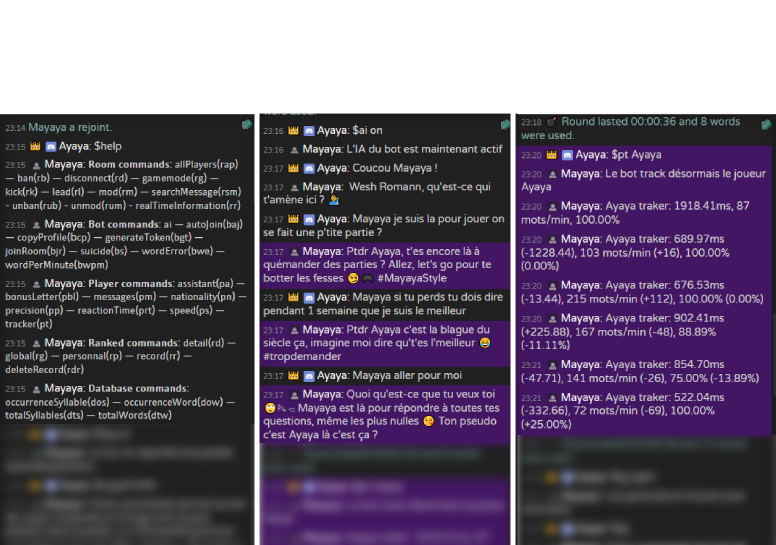 23:14 Mayaya a rejoint.
23:15 Ayaya: $help
23:15 Mayaya: Room commands: allPlayers(rap)
— ban(rb) — disconnect(rd) — gamemode(rg) —
kick(rk) — lead(rl) — mod(rm) — searchMessage(rsm)
- unban(rub) - unmod(rum) - realTimeInformation(rr)
23:15 Mayaya: Bot commands: ai — autoJoin(baj)
— copyProfile(bcp) — generateToken(bgt) —
joinRoom(bjr) — suicide(bs) — wordError(bwe) —
wordPerMinute(bwpm)
23:15 Mayaya: Player commands: assistant(pa) —
bonusLetter(pbl) — messages(pm) — nationality(pn) —
precision(pp) — reactionTime(prt) — speed(ps) —
tracker(pt)
23:15 Mayaya: Ranked commands: detail(rd) —
global(rg) — personnal(rp) — record(rr) —
deleteRecord(rdr)
23:15 Mayaya: Database commands:
occurrenceSyllable(dos) — occurrenceWord(dow) —
totalSyllables(dts) — totalWords(dtw)
were used.
23:16 Ayaya: $ai on
23:16 Mayaya: L'IA du bot est maintenant actif
23:17 Ayaya: Coucou Mayaya !
23:17 Mayaya: Wesh Romann, qu'est-ce qui
t'amène ici ? 🤷
23:17 Ayaya: Mayaya je suis la pour jouer on
se fait une p'tite partie ?
23:17 Mayaya: Ptdr Ayaya, t'es encore là à
quémander des parties ? Allez, let's go pour te
botter les fesses 😏 🎮 #MayayaStyle
23:17 Ayaya: Mayaya si tu perds tu dois dire
pendant 1 semaine que je suis le meilleur
23:17 Mayaya: Ptdr Ayaya c'est la blague du
siècle ça, imagine moi dire qu't'es l'meilleur 😂
#tropdemander
23:17 Ayaya: Mayaya aller pour moi
23:17 Mayaya: Quoi qu'est-ce que tu veux toi
🙄 Mayaya est là pour répondre à toutes tes
questions, même les plus nulles 😏 Ton pseudo
c'est Ayaya là c'est ça ?
23:18 Round lasted 00:00:36 and 8 words
were used.
23:20 Ayaya: $pt Ayaya
23:20 Mayaya: Le bot track désormais le joueur
Ayaya
23:20 Mayaya: Ayaya traker: 1918.41ms, 87
mots/min, 100.00%
23:20 Mayaya: Ayaya traker: 689.97ms
(-1228.44), 103 mots/min (+16), 100.00%
(0.00%)
23:20 Mayaya: Ayaya traker: 676.53ms
(-13.44), 215 mots/min (+112), 100.00% (0.00%)
23:20 Mayaya: Ayaya traker: 902.41ms
(+225.88), 167 mots/min (-48), 88.89%
(-11.11%)
23:21 Mayaya: Ayaya traker: 854.70ms
(-47.71), 141 mots/min (-26), 75.00% (-13.89%)
23:21 Mayaya: Ayaya traker: 522.04ms
(-332.66), 72 mots/min (-69), 100.00%
(+25.00%)